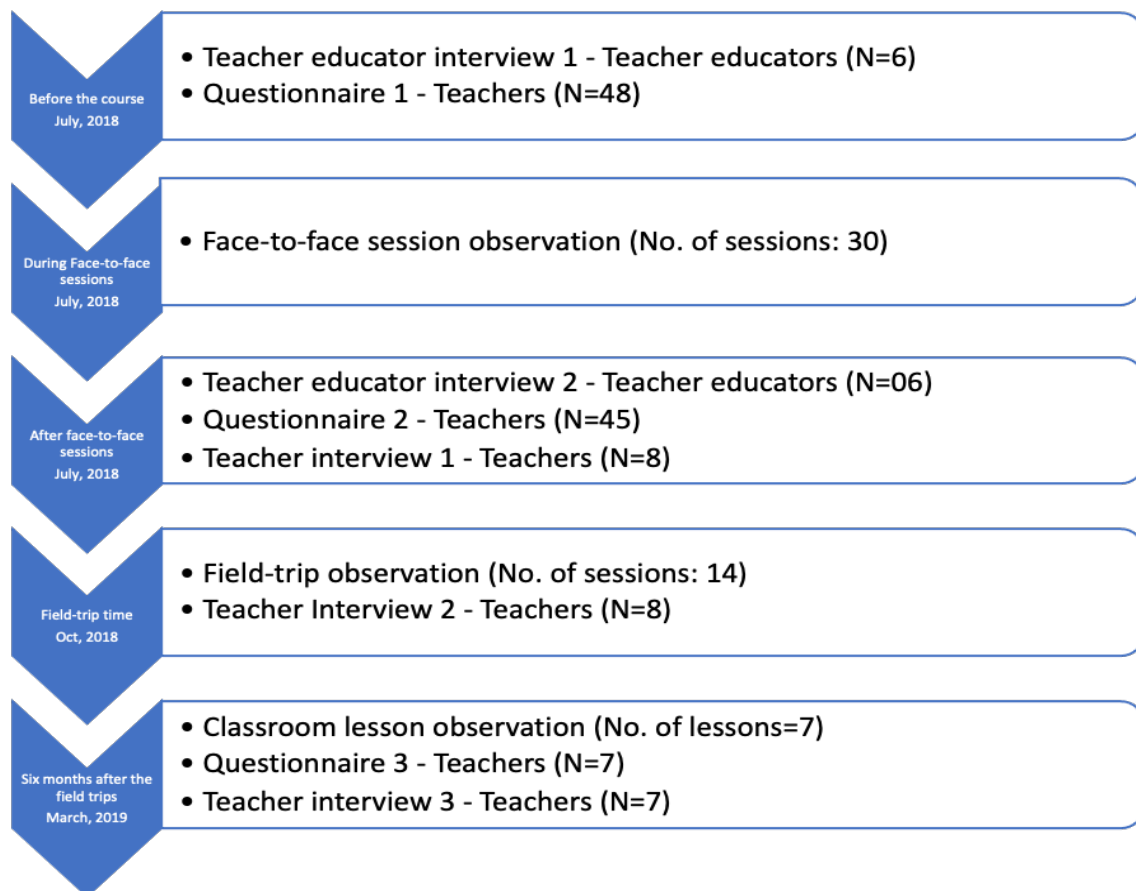 Before the course
July, 2018
• Teacher educator interview 1 - Teacher educators (N=6)
• Questionnaire 1 - Teachers (N=48)
During Face-to-face
sessions
July, 2018
• Face-to-face session observation (No. of sessions: 30)
After face-to-face
sessions
July, 2018
• Teacher educator interview 2 - Teacher educators (N=06)
• Questionnaire 2 - Teachers (N=45)
• Teacher interview 1 - Teachers (N=8)
Field-trip time
Oct, 2018
• Field-trip observation (No. of sessions: 14)
• Teacher Interview 2 - Teachers (N=8)
Six months after the
field trips
March, 2019
• Classroom lesson observation (No. of lessons=7)
• Questionnaire 3 - Teachers (N=7)
• Teacher interview 3 - Teachers (N=7)